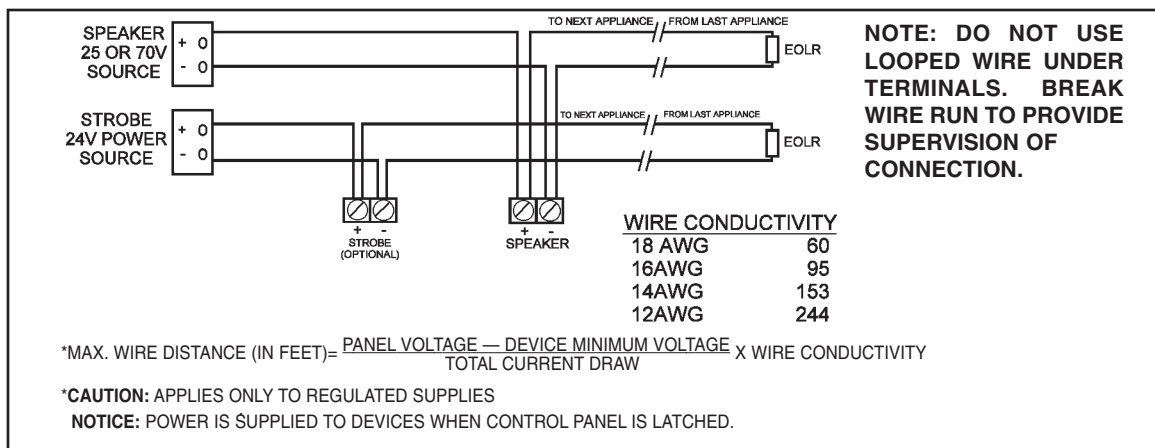 SPEAKER
25 OR 70V
SOURCE
+ 0
- 0
TO NEXT APPLIANCE
FROM LAST APPLIANCE
EOLR
STROBE
24V POWER
SOURCE
+ 0
- 0
TO NEXT APPLIANCE
FROM LAST APPLIANCE
EOLR
+ -
STROBE
(OPTIONAL)
+ -
SPEAKER
NOTE: DO NOT USE
LOOPED WIRE UNDER
TERMINALS. BREAK
WIRE RUN TO PROVIDE
SUPERVISION OF
CONNECTION.
WIRE CONDUCTIVITY
18 AWG 60
16AWG 95
14AWG 153
12AWG 244
*MAX. WIRE DISTANCE (IN FEET)= PANEL VOLTAGE — DEVICE MINIMUM VOLTAGE X WIRE CONDUCTIVITY
TOTAL CURRENT DRAW
*CAUTION: APPLIES ONLY TO REGULATED SUPPLIES
NOTICE: POWER IS SUPPLIED TO DEVICES WHEN CONTROL PANEL IS LATCHED.